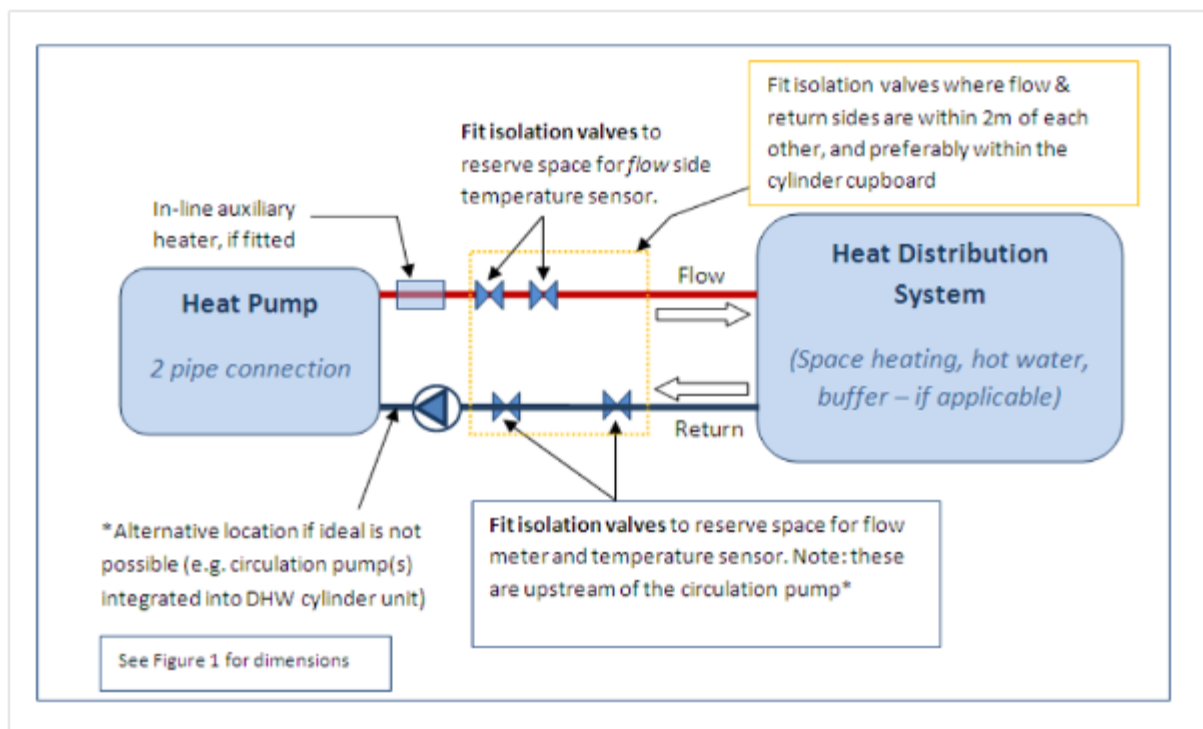 Fit isolation valves where flow &
return sides are within 2m of each
other, and preferably within the
cylinder cupboard
Fit isolation valves to
reserve space for flow side
temperature sensor.
In-line auxiliary
heater, if fitted
Heat Pump
2 pipe connection
Flow
Return
Heat Distribution
System
(Space heating, hot water,
buffer – if applicable)
*Alternative location if ideal is not
possible (e.g. circulation pump(s)
integrated into DHW cylinder unit)
Fit isolation valves to reserve space for flow
meter and temperature sensor. Note: these
are upstream of the circulation pump*
See Figure 1 for dimensions